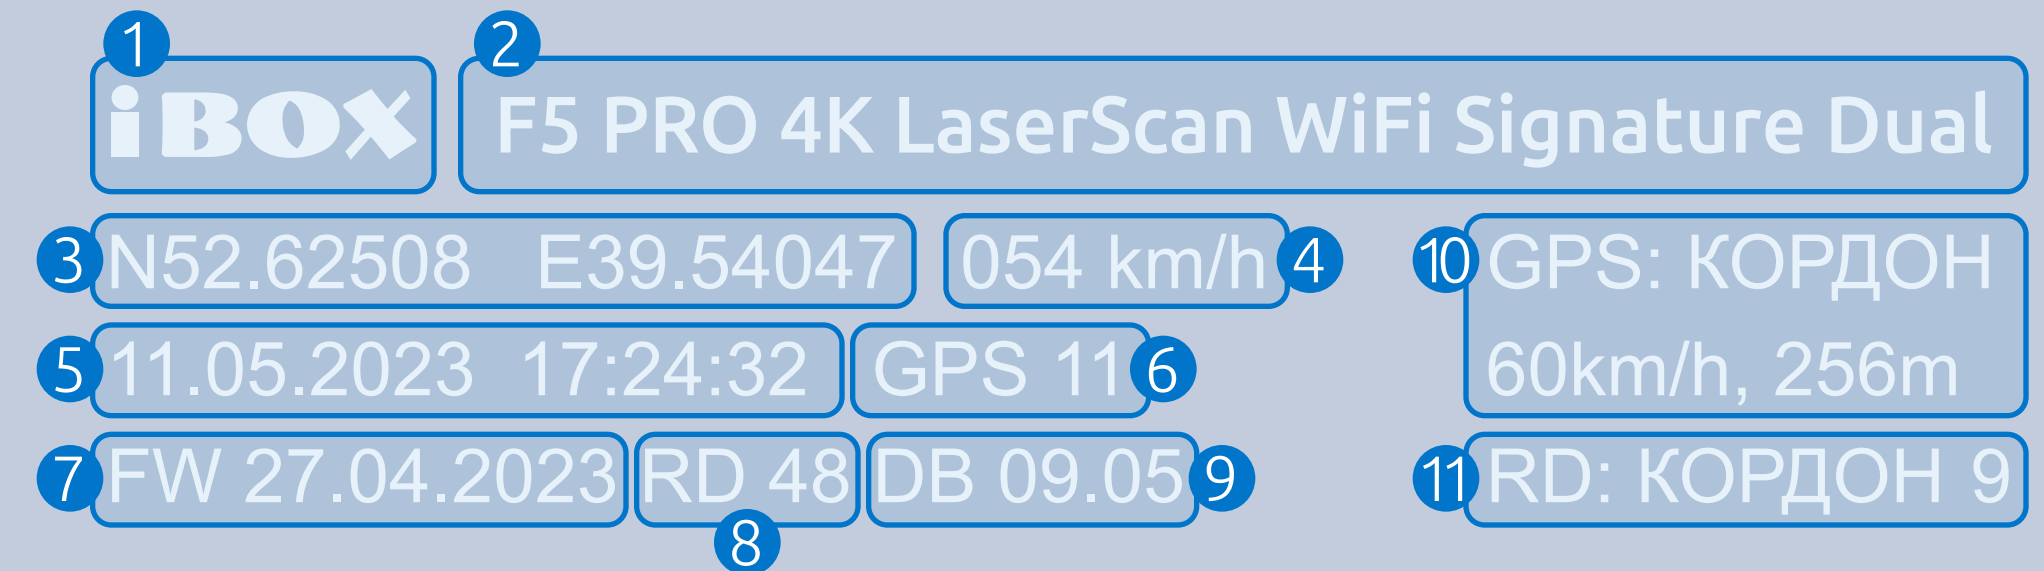 1 2
iBOX F5 PRO 4K LaserScan WiFi Signature Dual
3 N52.62508 E39.54047 054 km/h 4 10 GPS: КОРДОН
5 11.05.2023 17:24:32 GPS 11 6 60km/h, 256m
7 FW 27.04.2023 RD 48 DB 09.05 9 11 RD: КОРДОН 9
8